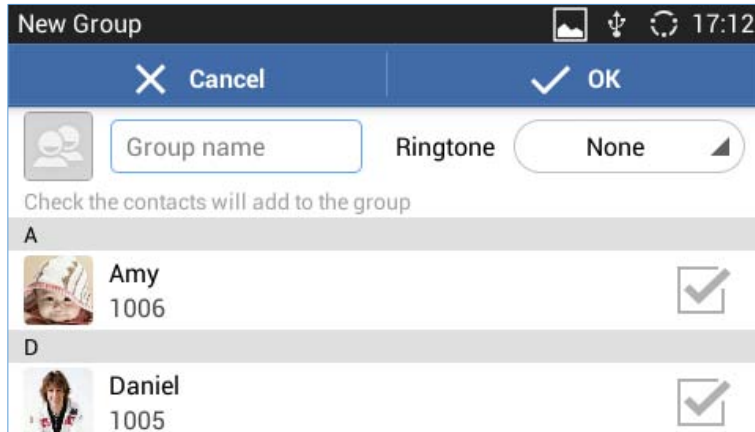 New Group 17:12
Cancel OK
Group name Ringtone None
Check the contacts will add to the group
A
Amy
1006
D
Daniel
1005